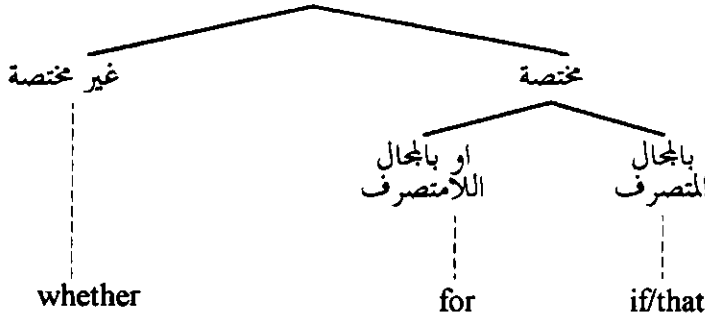 مختصة
غير مختصة
بالمجال
المتصرف
او بالمجال
اللامتصرف
whether
for
if/that